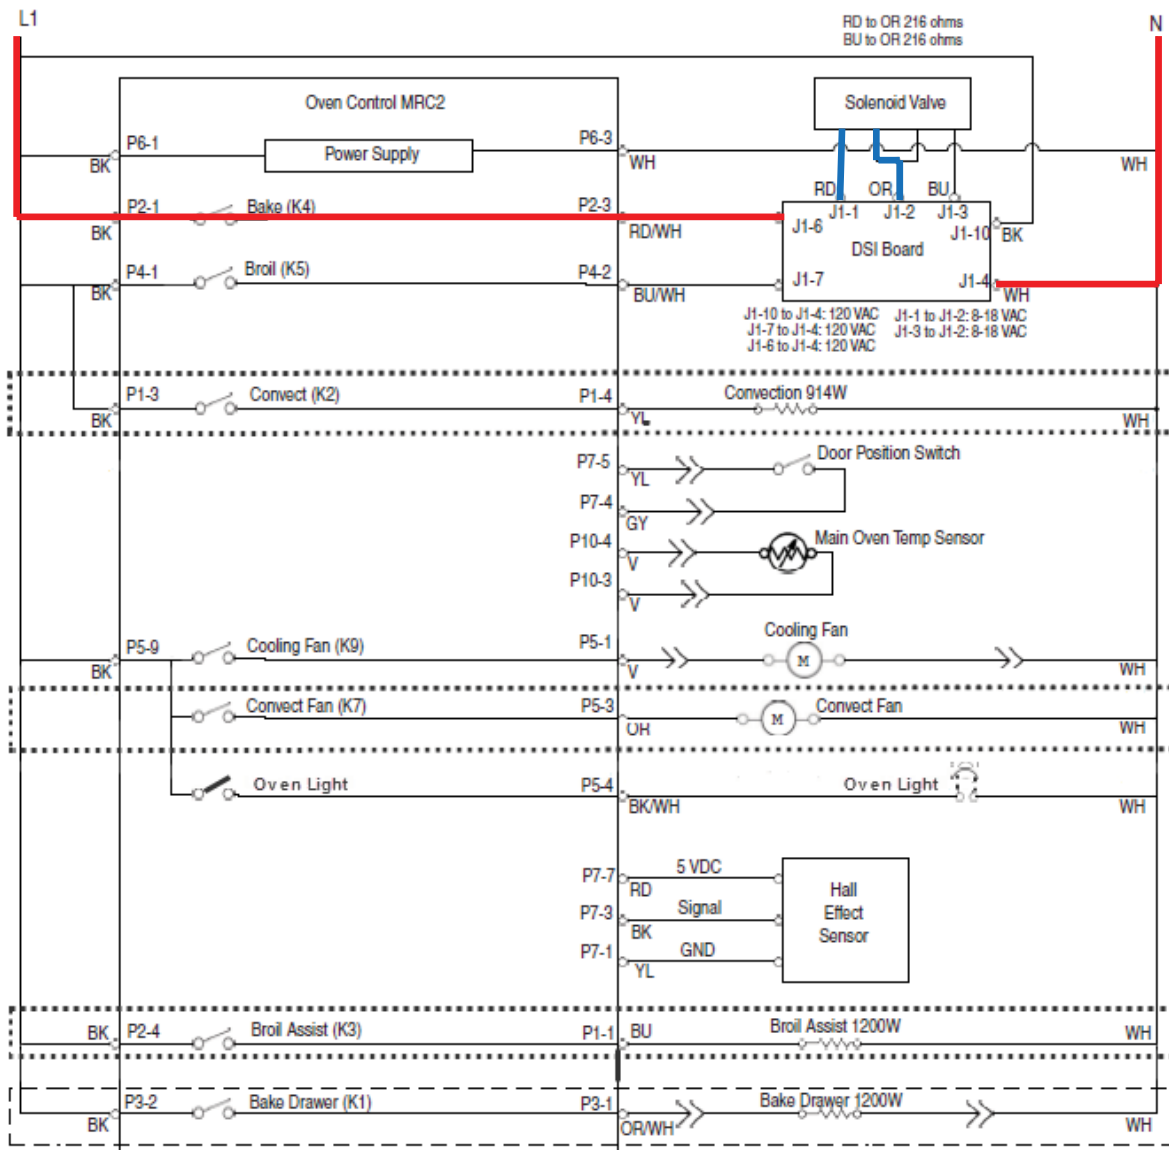 L1
RD to OR 216 ohms
BU to OR 216 ohms
N
Oven Control MRC2
Solenoid Valve
P6-1
Power Supply
P6-3
BK
WH
WH
RD
OR
BU
P2-1
Bake (K4)
P2-3
J1-1
J1-2
J1-3
BK
RD/WH
J1-6
J1-10
BK
DSI Board
P4-1
Broil (K5)
P4-2
J1-7
J1-4
BK
BU/WH
WH
J1-10 to J1-4: 120 VAC
J1-7 to J1-4: 120 VAC
J1-6 to J1-4: 120 VAC
J1-1 to J1-2: 8-18 VAC
J1-3 to J1-2: 8-18 VAC
P1-3
Convect (K2)
P1-4
Convection 914W
BK
YL
WH
P7-5
Door Position Switch
YL
P7-4
GY
P10-4
Main Oven Temp Sensor
V
P10-3
V
P5-9
Cooling Fan (K9)
P5-1
Cooling Fan
M
BK
V
WH
Convect Fan (K7)
P5-3
Convect Fan
M
OR
WH
Oven Light
P5-4
Oven Light
BK/WH
WH
P7-7
5 VDC
RD
P7-3
Signal
BK
P7-1
GND
YL
Hall
Effect
Sensor
BK
P2-4
Broil Assist (K3)
P1-1
BU
Broil Assist 1200W
WH
P3-2
Bake Drawer (K1)
P3-1
Bake Drawer 1200W
BK
OR/WH
WH